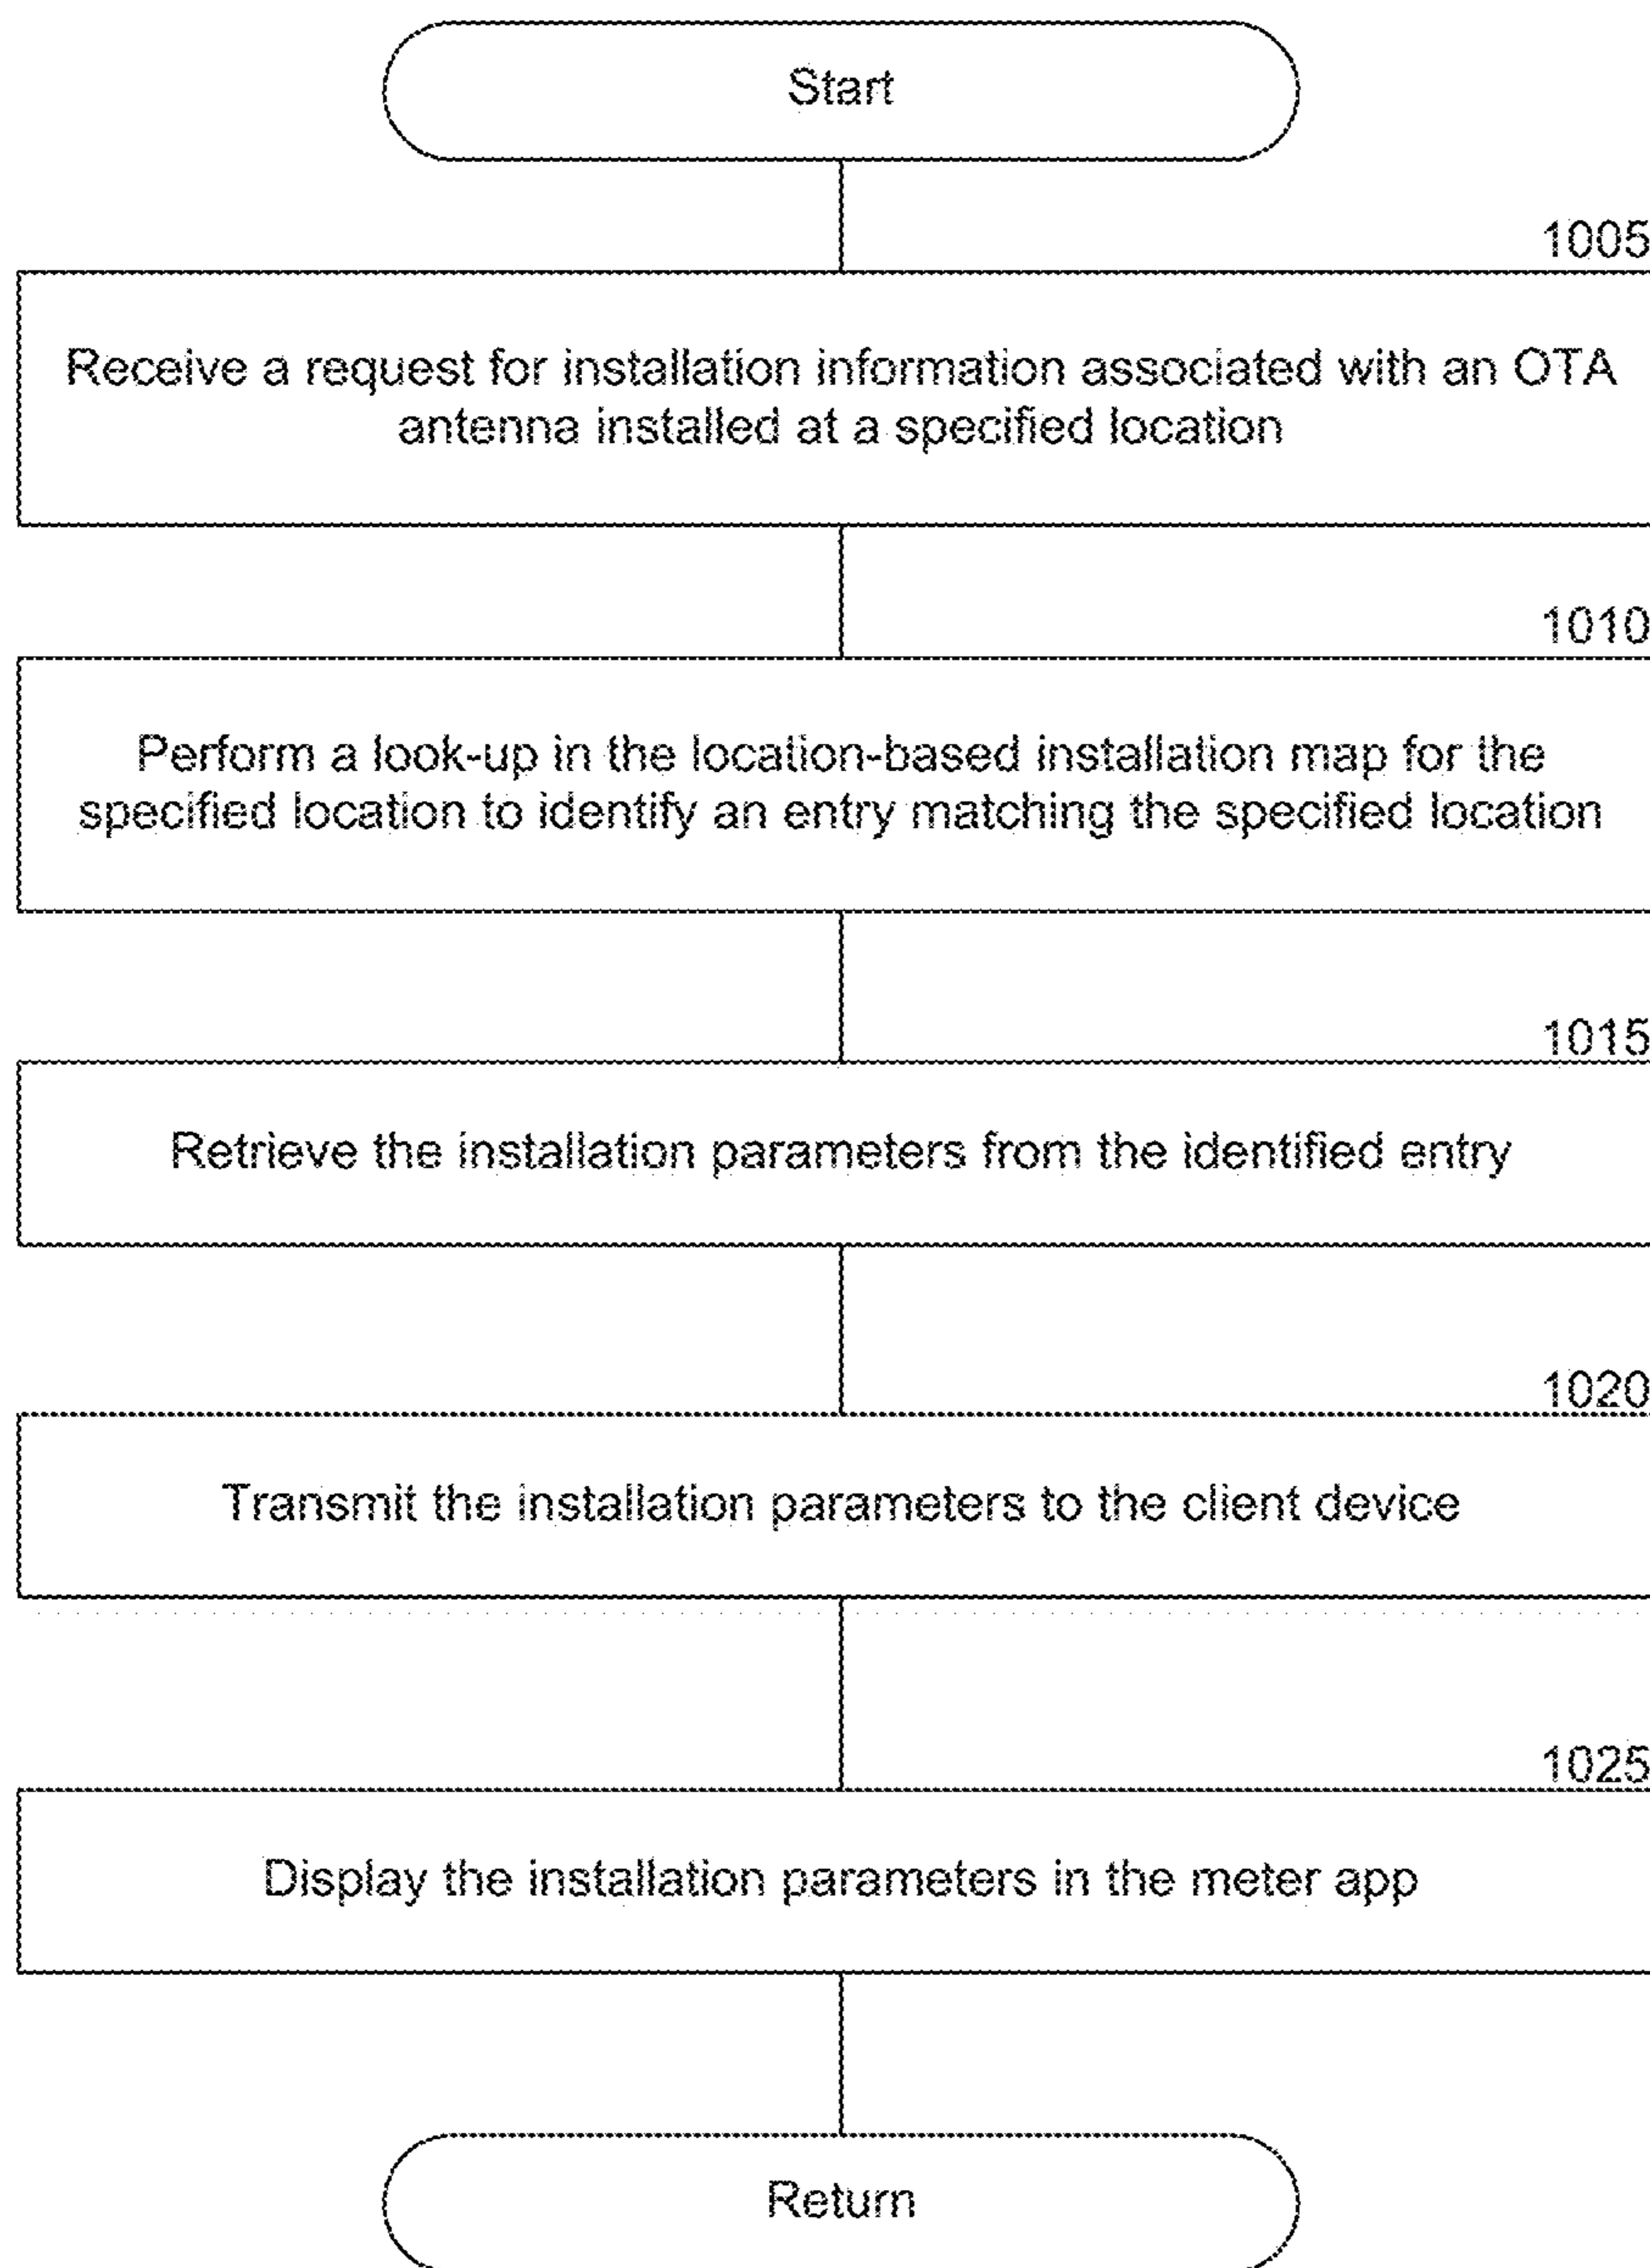 Start
1005
Receive a request for installation information associated with an OTA
antenna installed at a specified location
1010
Perform a look-up in the location-based installation map for the
specified location to identify an entry matching the specified location
1015
Retrieve the installation parameters from the identified entry
1020
Transmit the installation parameters to the client device
1025
Display the installation parameters in the meter app
Return